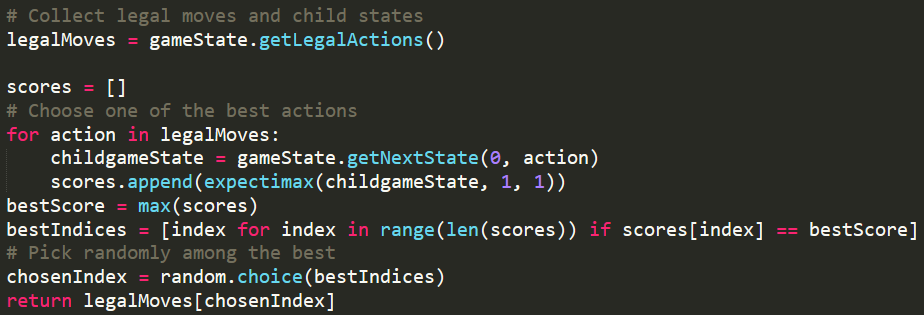 # Collect legal moves and child states
legalMoves = gameState.getLegalActions()

scores = []
# Choose one of the best actions
for action in legalMoves:
    childgameState = gameState.getNextState(0, action)
    scores.append(expectimax(childgameState, 1, 1))
bestScore = max(scores)
bestIndices = [index for index in range(len(scores)) if scores[index] == bestScore]
# Pick randomly among the best
chosenIndex = random.choice(bestIndices)
return legalMoves[chosenIndex]